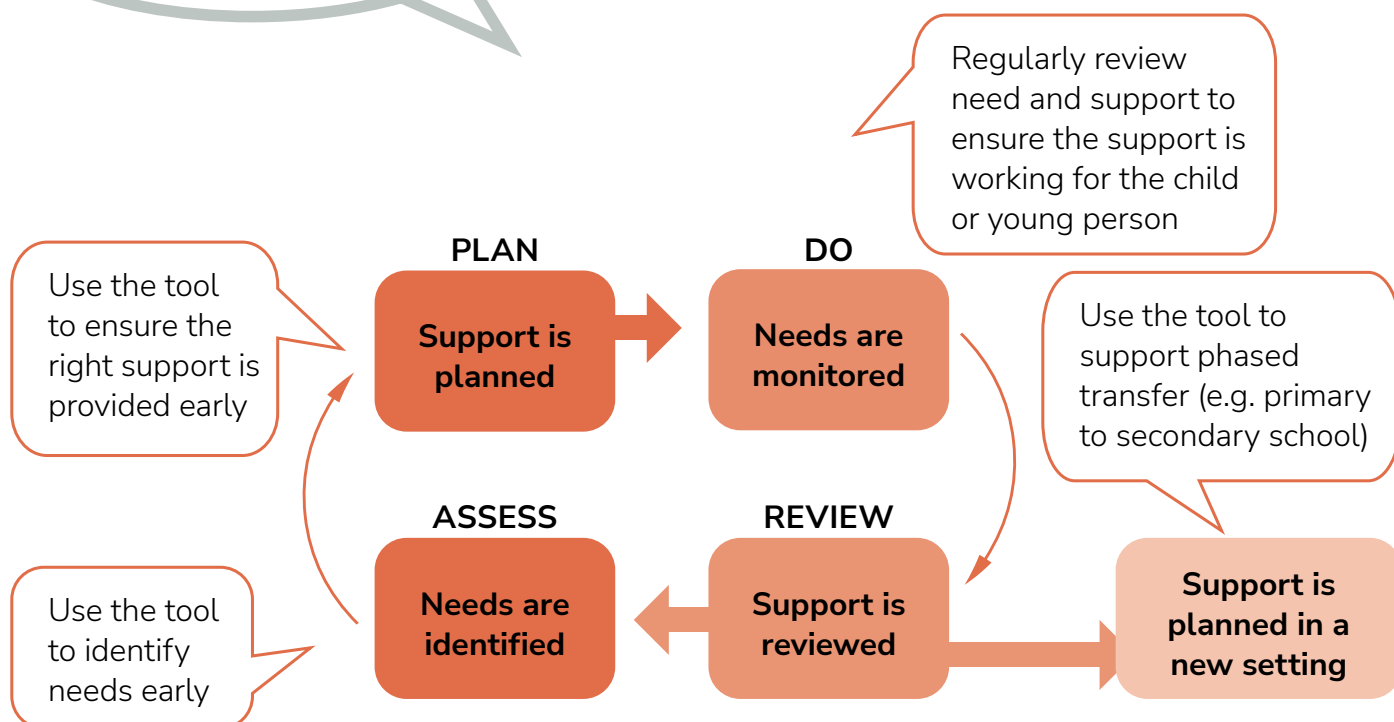 Regularly review
need and support to
ensure the support is
working for the child
or young person
PLAN
DO
Use the tool
to ensure the
right support is
provided early
Support is
planned
Needs are
monitored
Use the tool to
support phased
transfer (e.g. primary
to secondary school)
ASSESS
REVIEW
Use the tool
to identify
needs early
Needs are
identified
Support is
reviewed
Support is
planned in a
new setting